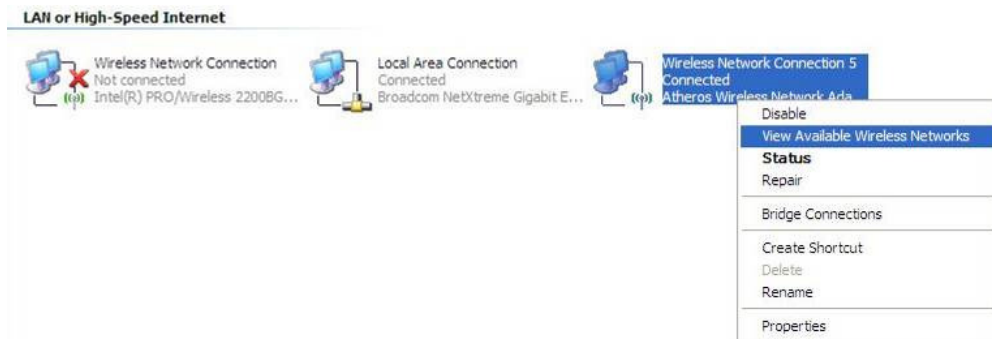 LAN or High-Speed Internet
Wireless Network Connection
Not connected
Intel(R) PRO/Wireless 2200BG...
Local Area Connection
Connected
Broadcom NetXtreme Gigabit E...
Wireless Network Connection 5
Connected
Atheros Wireless Network Ada
Disable
View Available Wireless Networks
Status
Repair
Bridge Connections
Create Shortcut
Delete
Rename
Properties